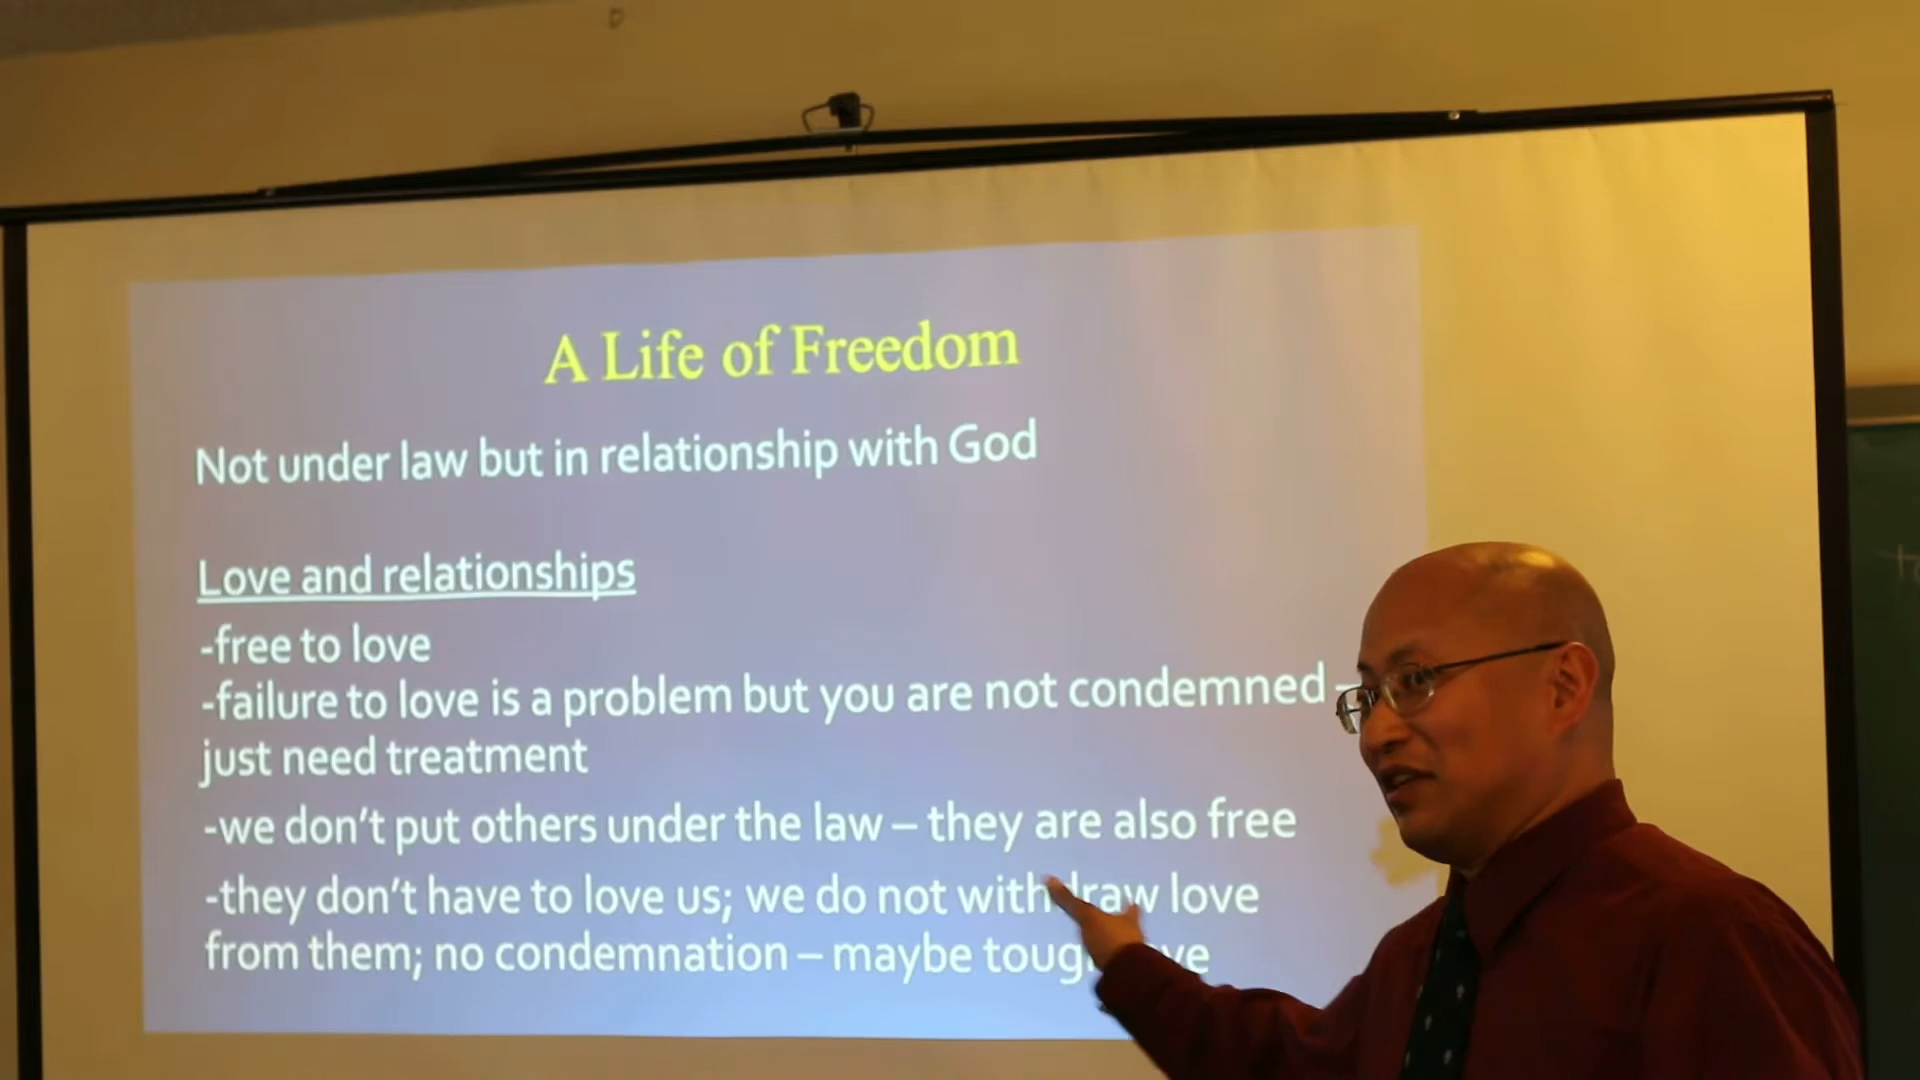 A Life of Freedom
Not under law but in relationship with God
Love and relationships
-free to love
-failure to love is a problem but you are not condemned –
just need treatment
-we don't put others under the law – they are also free
-they don't have to love us; we do not withdraw love
from them; no condemnation – maybe